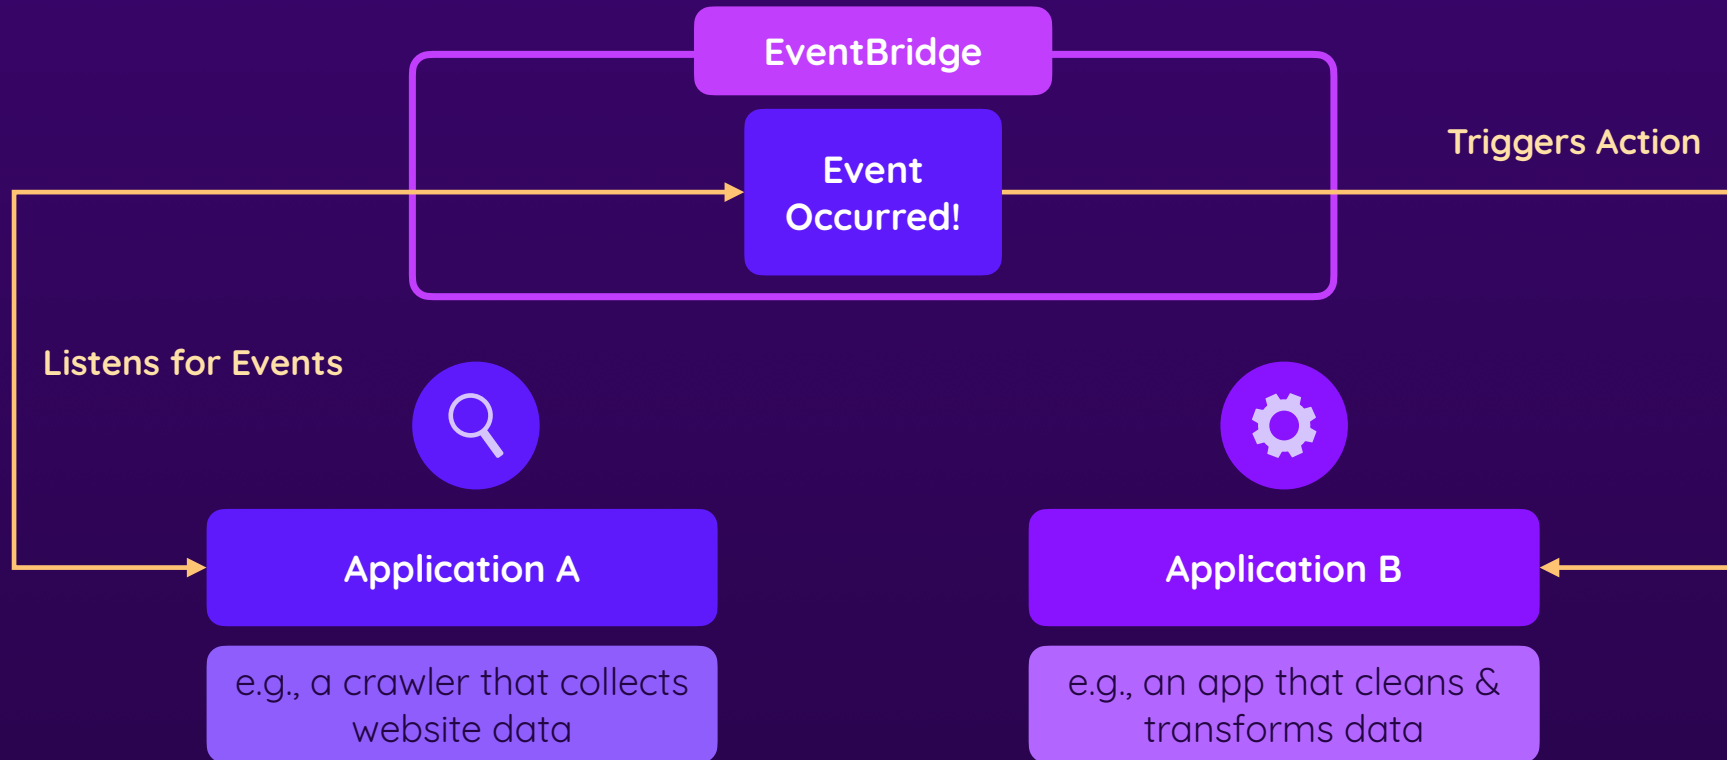 EventBridge
Event
Occurred!
Triggers Action
Listens for Events
Application A
Application B
e.g., a crawler that collects
website data
e.g., an app that cleans &
transforms data